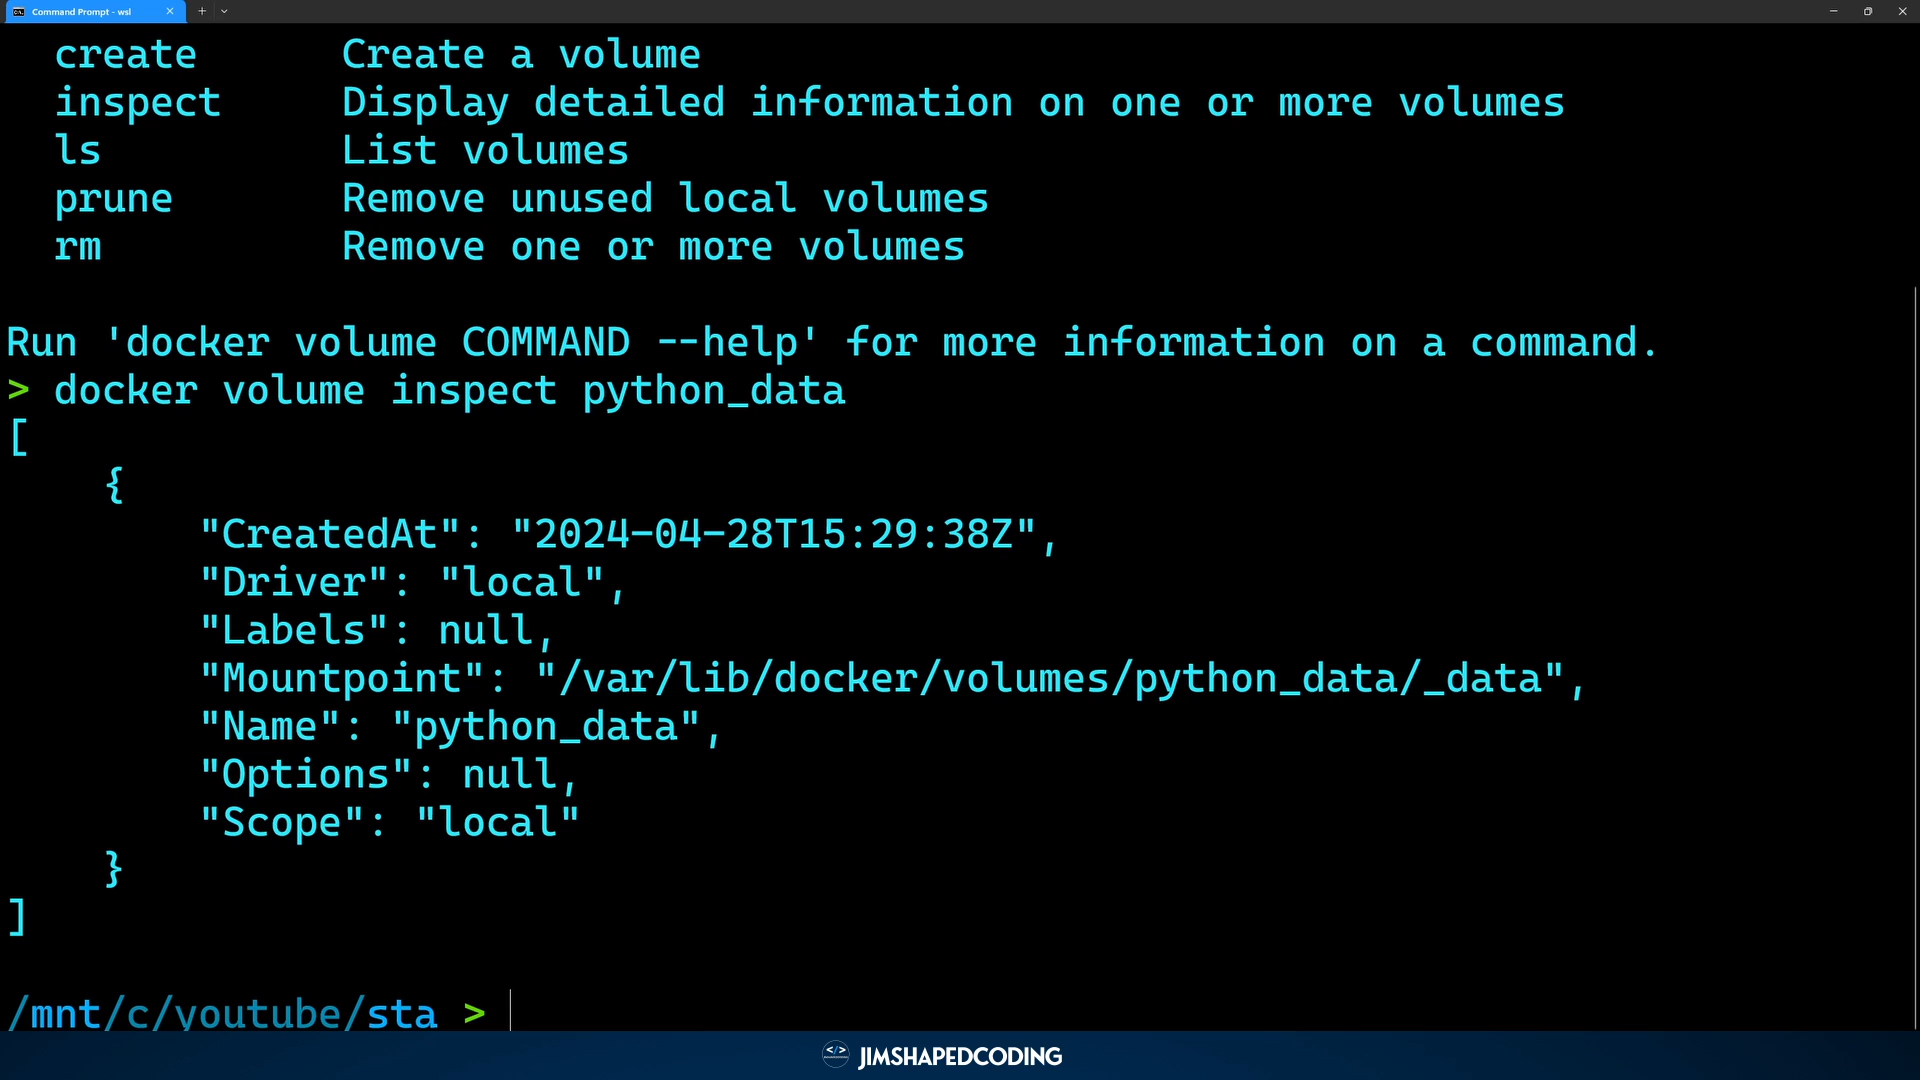 Command Prompt - wsl
create Create a volume
inspect Display detailed information on one or more volumes
ls List volumes
prune Remove unused local volumes
rm Remove one or more volumes
Run 'docker volume COMMAND --help' for more information on a command.
> docker volume inspect python_data
[
{
"CreatedAt": "2024-04-28T15:29:38Z",
"Driver": "local",
"Labels": null,
"Mountpoint": "/var/lib/docker/volumes/python_data/_data",
"Name": "python_data",
"Options": null,
"Scope": "local"
}
]
/mnt/c/youtube/sta >
</> JIMSHAPEDCODING